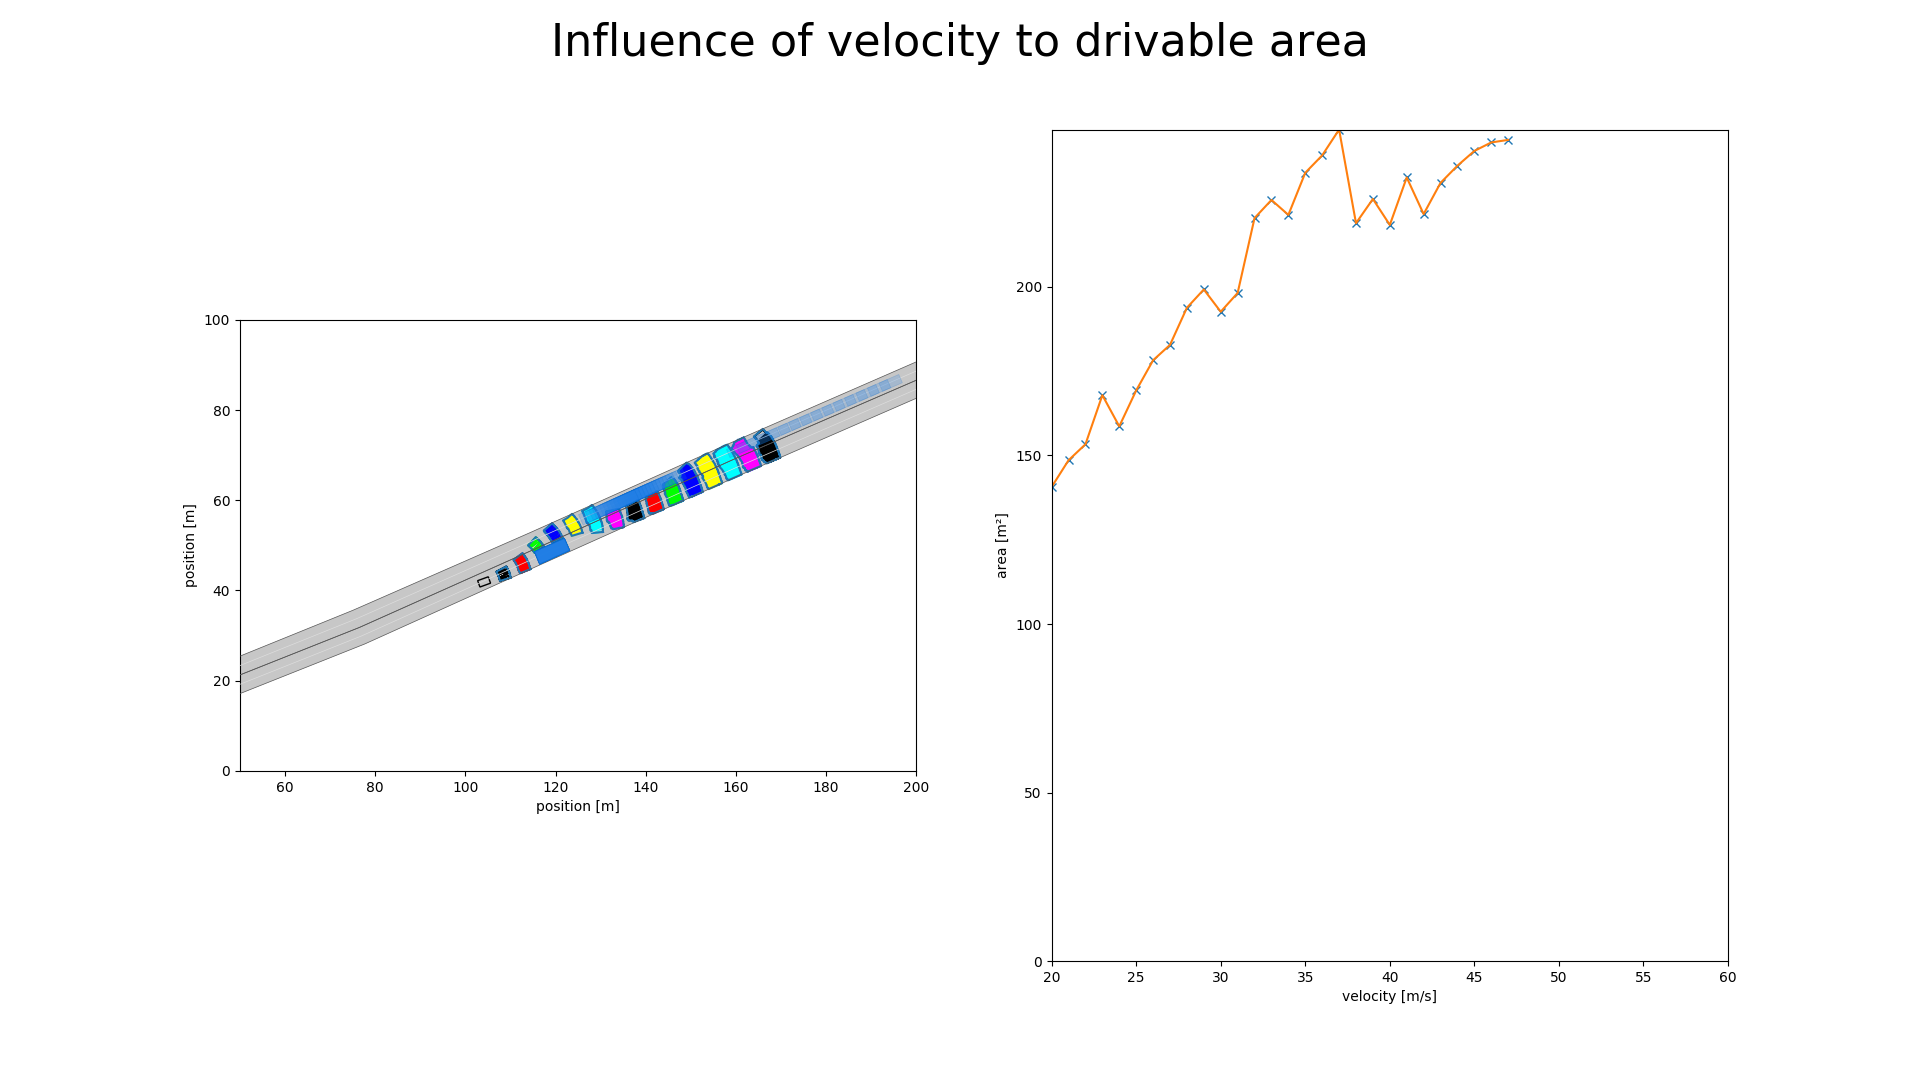 Influence of velocity to drivable area
100
80
60
40
20
0
position [m]
60 80 100 120 140 160 180 200
position [m]
200
150
100
50
0
area [m²]
20 25 30 35 40 45 50 55 60
velocity [m/s]